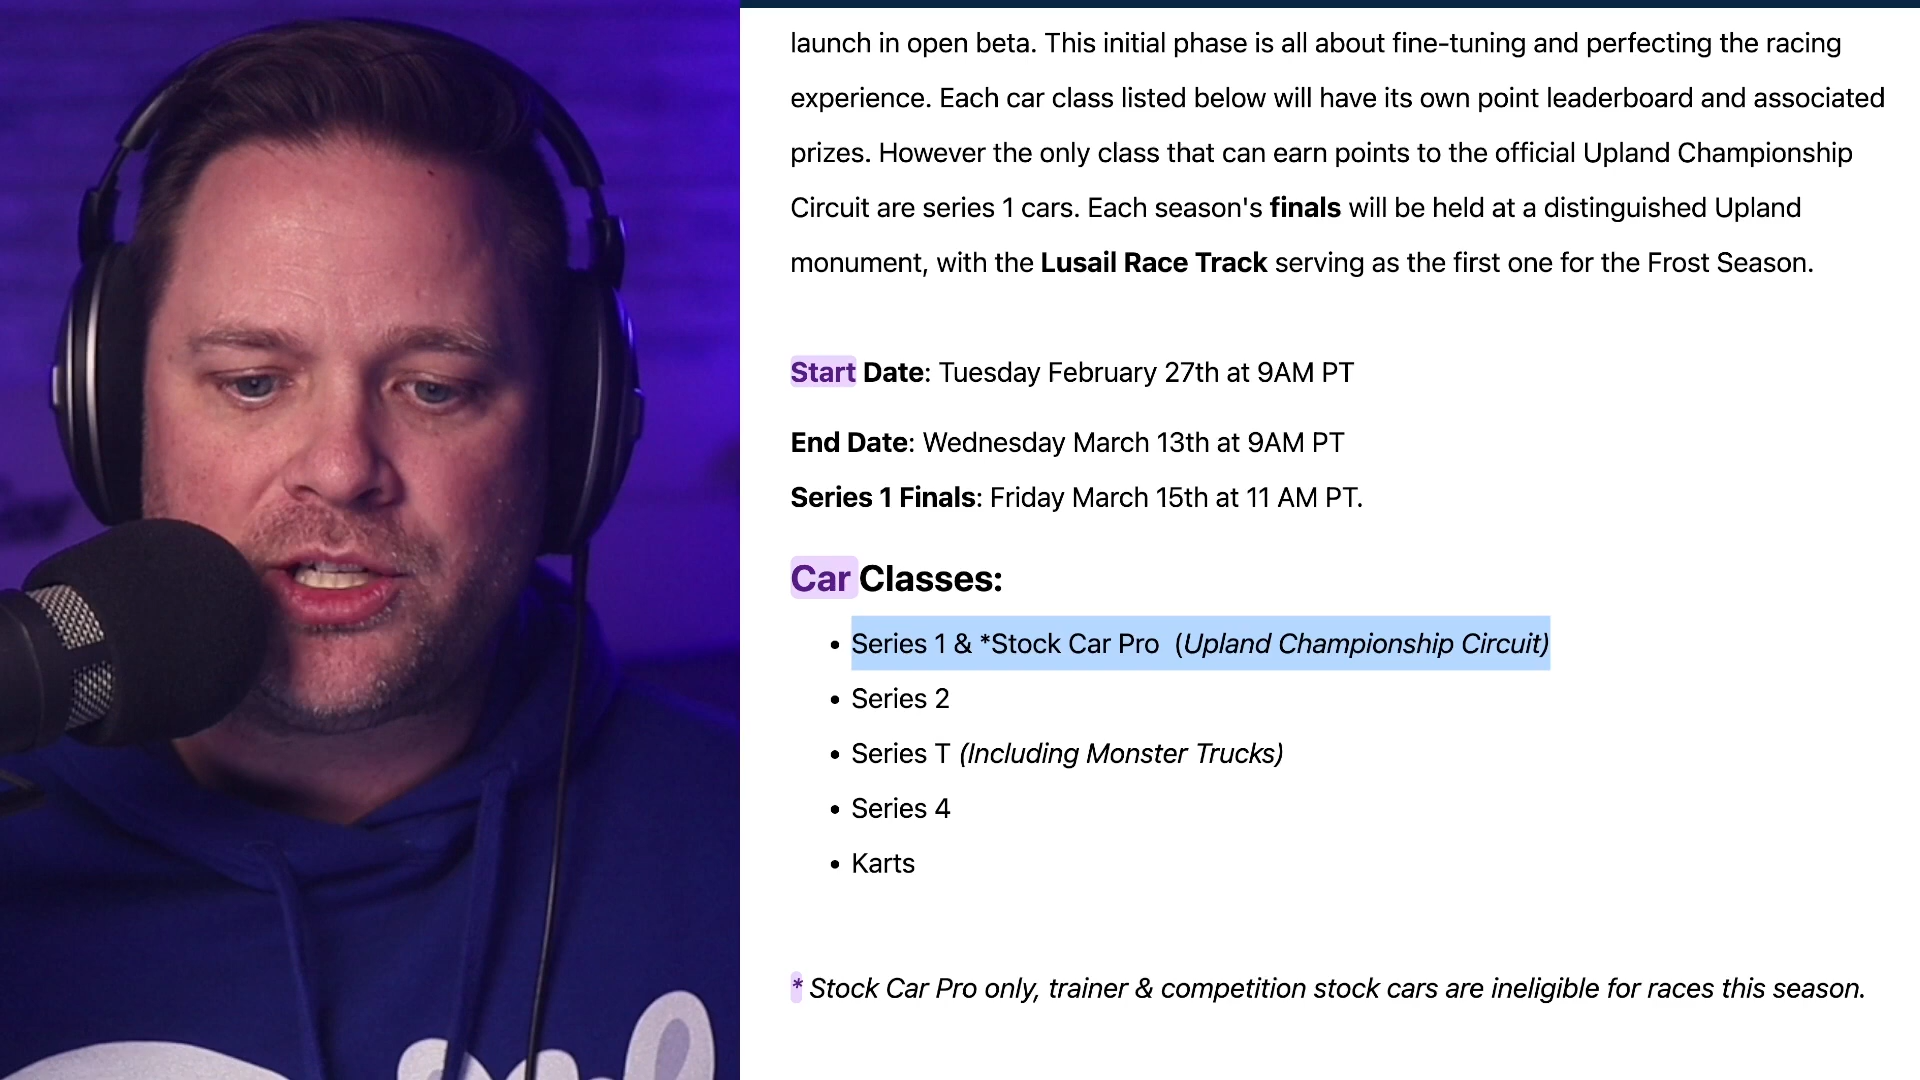 launch in open beta. This initial phase is all about fine-tuning and perfecting the racing
experience. Each car class listed below will have its own point leaderboard and associated
prizes. However the only class that can earn points to the official Upland Championship
Circuit are series 1 cars. Each season's finals will be held at a distinguished Upland
monument, with the Lusail Race Track serving as the first one for the Frost Season.
Start Date: Tuesday February 27th at 9AM PT
End Date: Wednesday March 13th at 9AM PT
Series 1 Finals: Friday March 15th at 11 AM PT.
Car Classes:
• Series 1 & *Stock Car Pro (Upland Championship Circuit)
• Series 2
• Series T (Including Monster Trucks)
• Series 4
• Karts
* Stock Car Pro only, trainer & competition stock cars are ineligible for races this season.